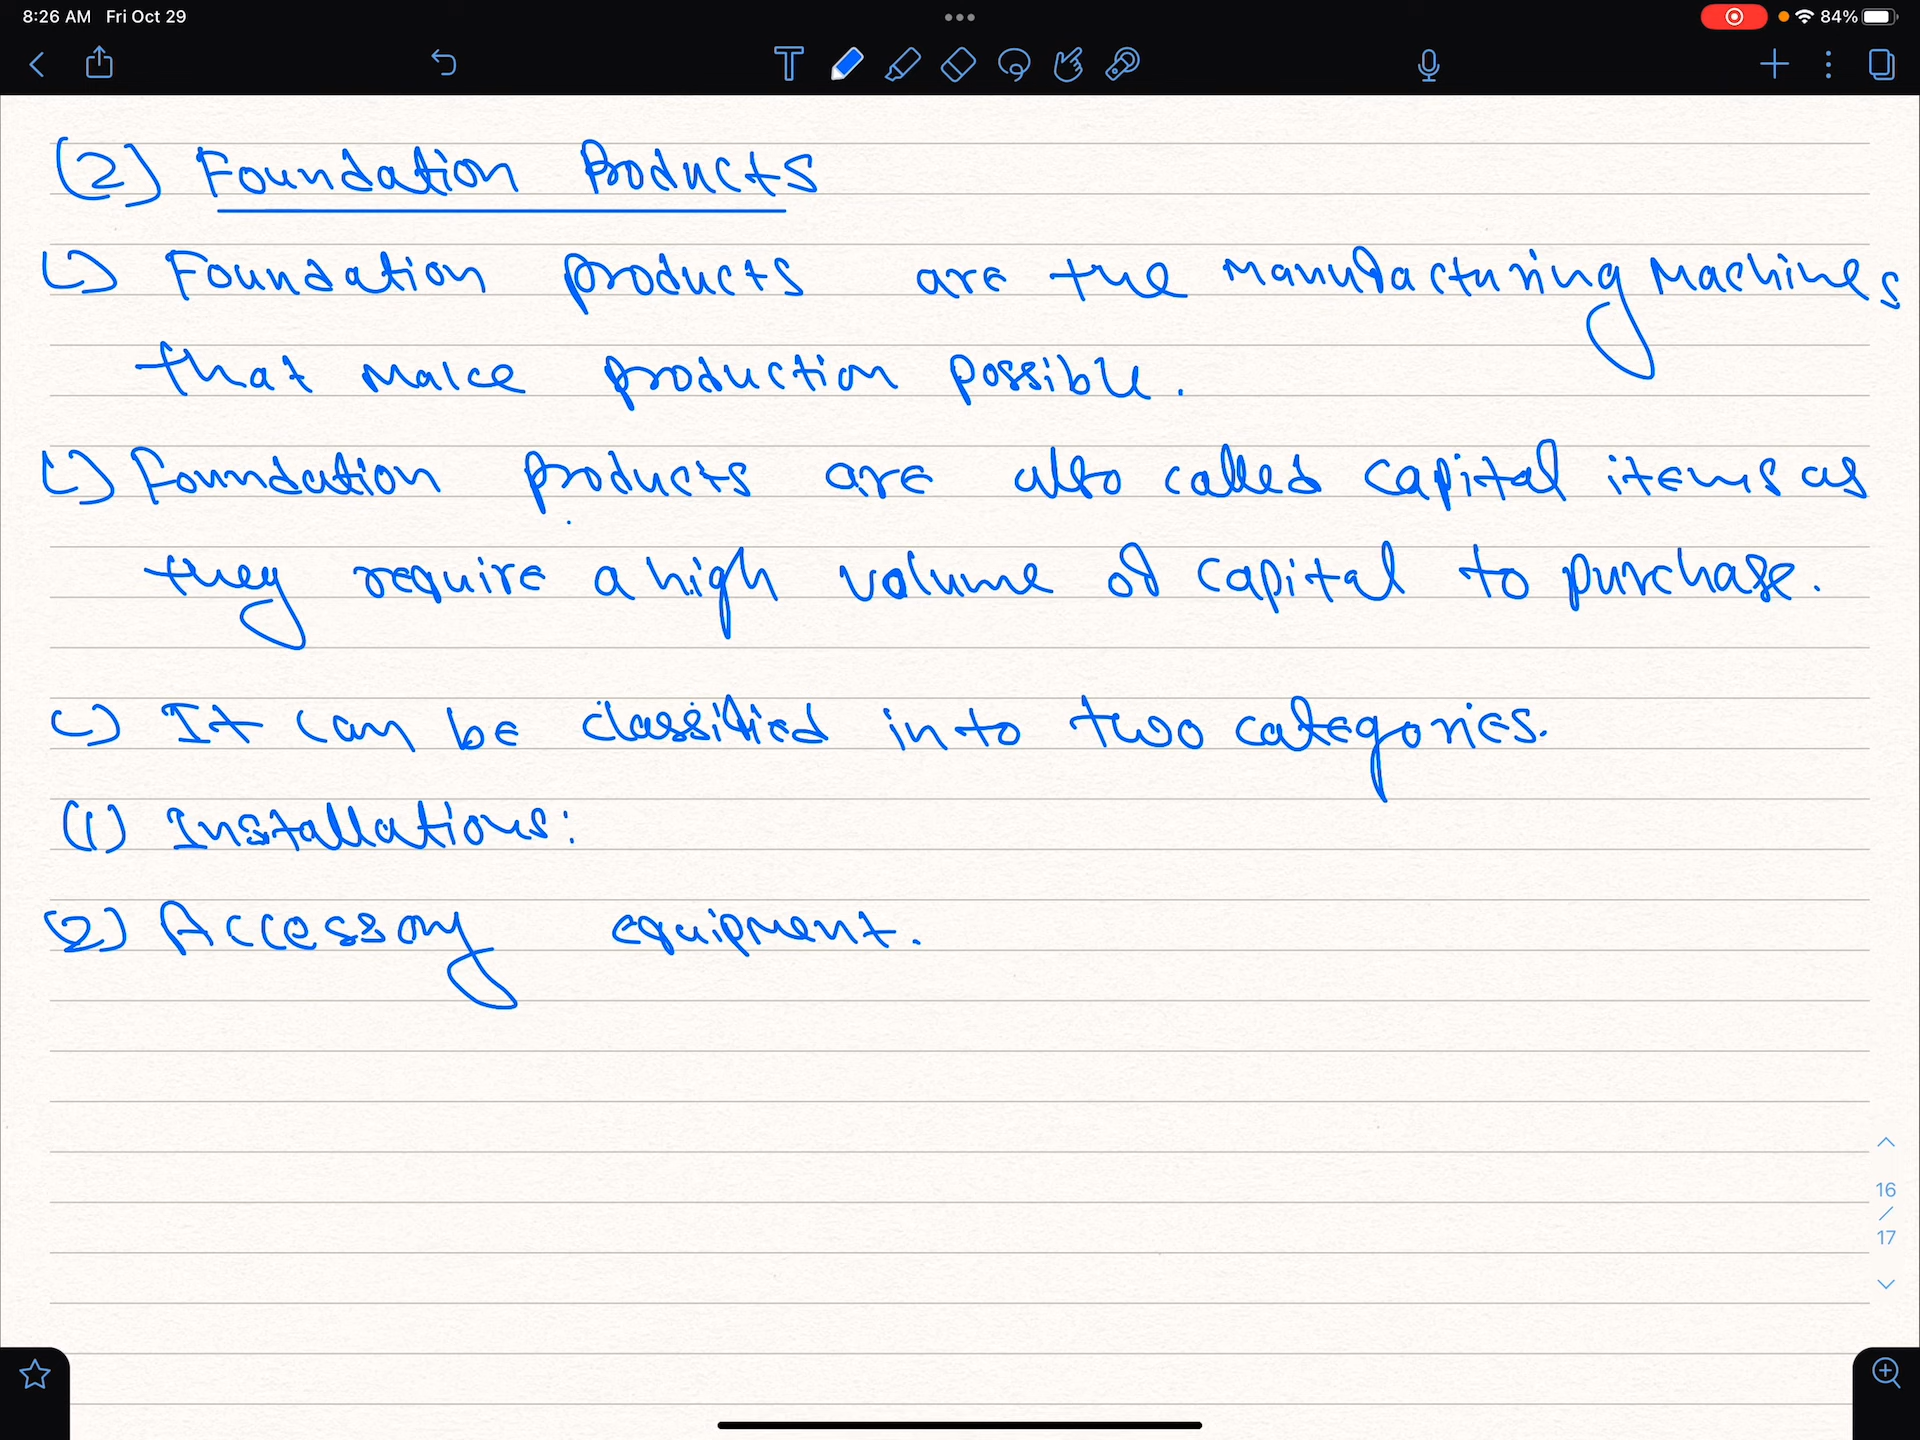 8:26 AM Fri Oct 29
84%
(2) Foundation Products
↳ Foundation products are the manufacturing machines
that make production possible.
↳ Foundation products are also called capital items as
they require a high volume of capital to purchase.
↳ It can be classified into two categories.
(1) Installations:
(2) Accessory equipment.
16
/
17